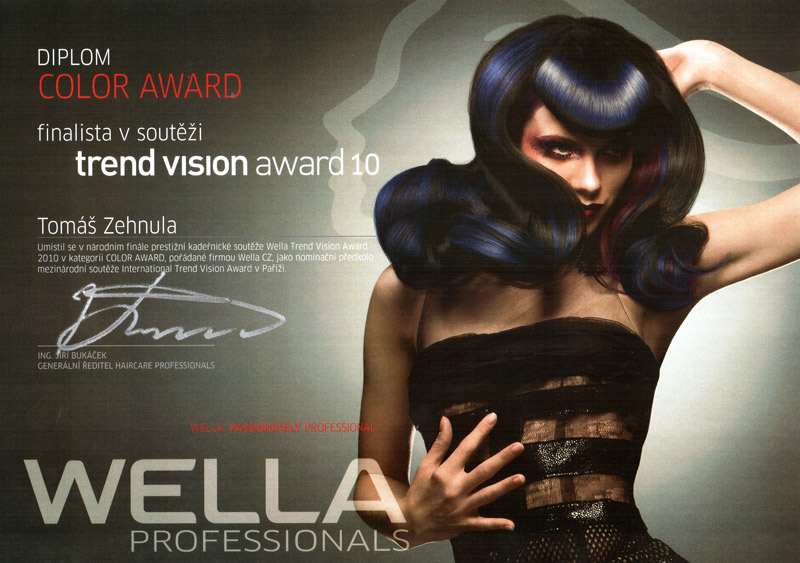 DIPLOM
COLOR AWARD
finalista v soutěži
trend vision award 10
Tomáš Zehnula
Umístil se v národním finále prestižní kadeřnické soutěže Wella Trend Vision Award
2010 v kategorii COLOR AWARD, pořádané firmou Wella CZ, jako nominační předkolo
mezinárodní soutěže International Trend Vision Award v Paříži.
ING. JIŘÍ BUKÁČEK
GENERÁLNÍ ŘEDITEL HAIRCARE PROFESSIONALS
WELLA. PASSIONATELY PROFESSIONAL.
WELLA
PROFESSIONALS